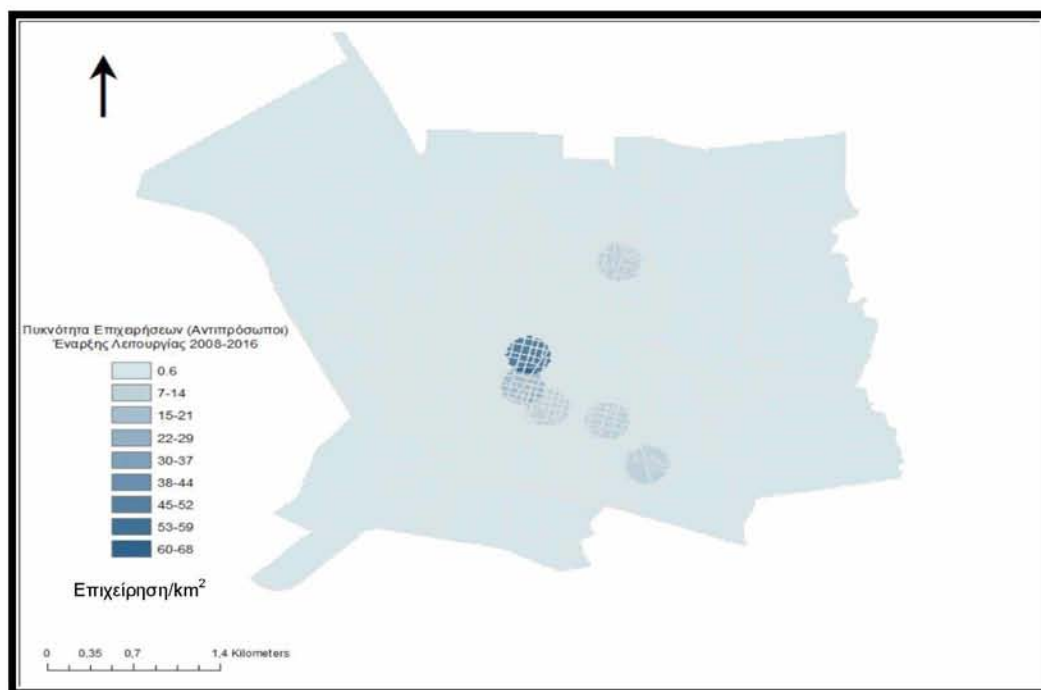 Πυκνότητα Επιχειρήσεων (Αντιπρόσωποι)
Έναρξης Λειτουργίας 2008-2016
0.6
7-14
15-21
22-29
30-37
38-44
45-52
53-59
60-68
Επιχείρηση/km²
0 0,35 0,7 1,4 Kilometers